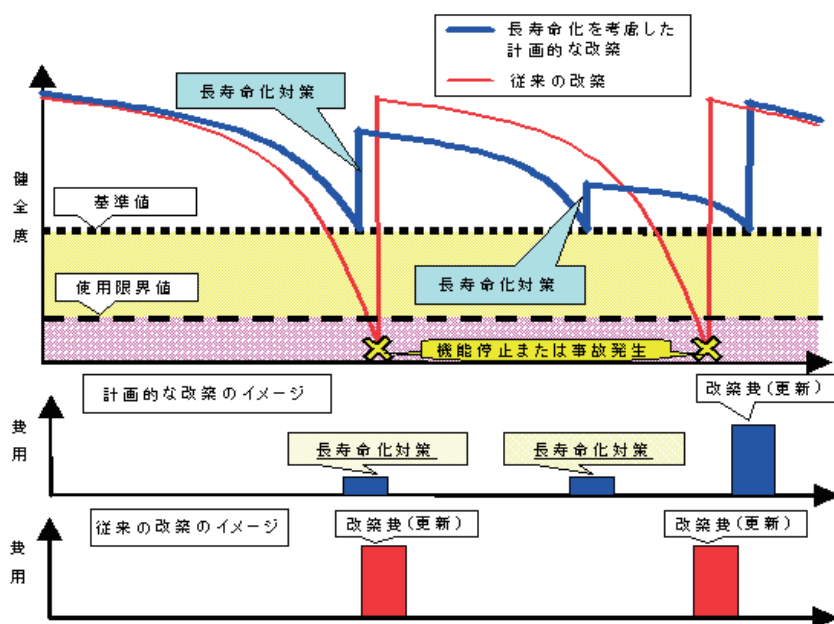 長寿命化を考慮した
計画的な改築
従来の改築
長寿命化対策
健全度
基準値
長寿命化対策
使用限界値
機能停止または事故発生
計画的な改築のイメージ
改築費(更新)
費用
長寿命化対策
長寿命化対策
従来の改築のイメージ
改築費(更新)
改築費(更新)
費用